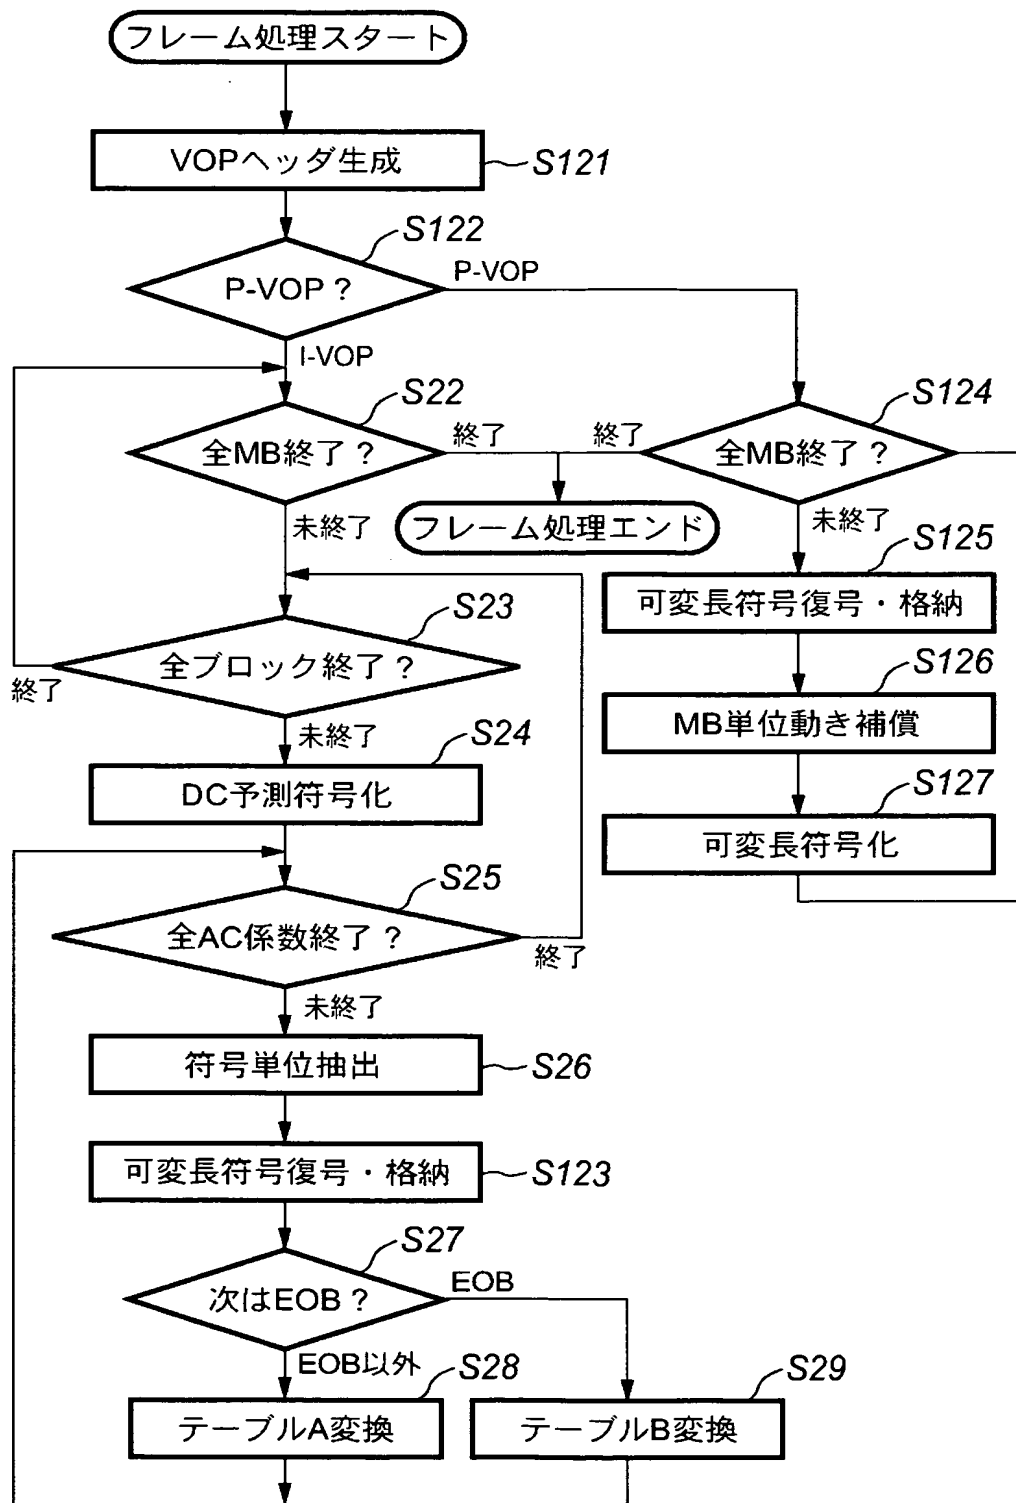 フレーム処理スタート
VOPヘッダ生成
S121
S122
P-VOP？
P-VOP
I-VOP
S22
全MB終了？
終了
終了
S124
全MB終了？
未終了
フレーム処理エンド
未終了
S125
可変長符号復号・格納
S23
全ブロック終了？
終了
未終了
S126
MB単位動き補償
S24
DC予測符号化
S127
可変長符号化
S25
全AC係数終了？
終了
未終了
符号単位抽出
S26
可変長符号復号・格納
S123
S27
次はEOB？
EOB
EOB以外
S28
テーブルA変換
S29
テーブルB変換